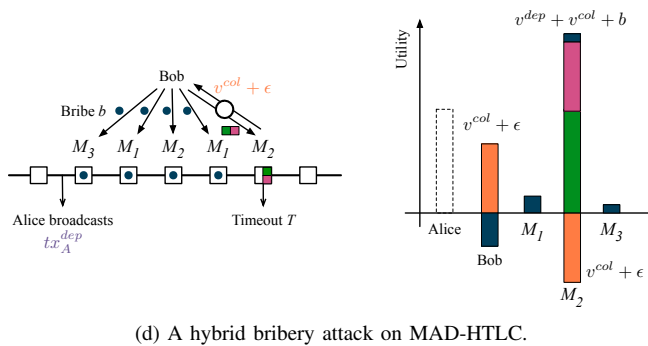 Bob
v^{col} + ϵ
Bribe b
M_3 M_1 M_2 M_1 M_2
Alice broadcasts
tx_A^{dep}
Timeout T
Utility
v^{dep} + v^{col} + b
v^{col} + ϵ
Alice
Bob
M_1
M_2
M_3
v^{col} + ϵ
(d) A hybrid bribery attack on MAD-HTLC.